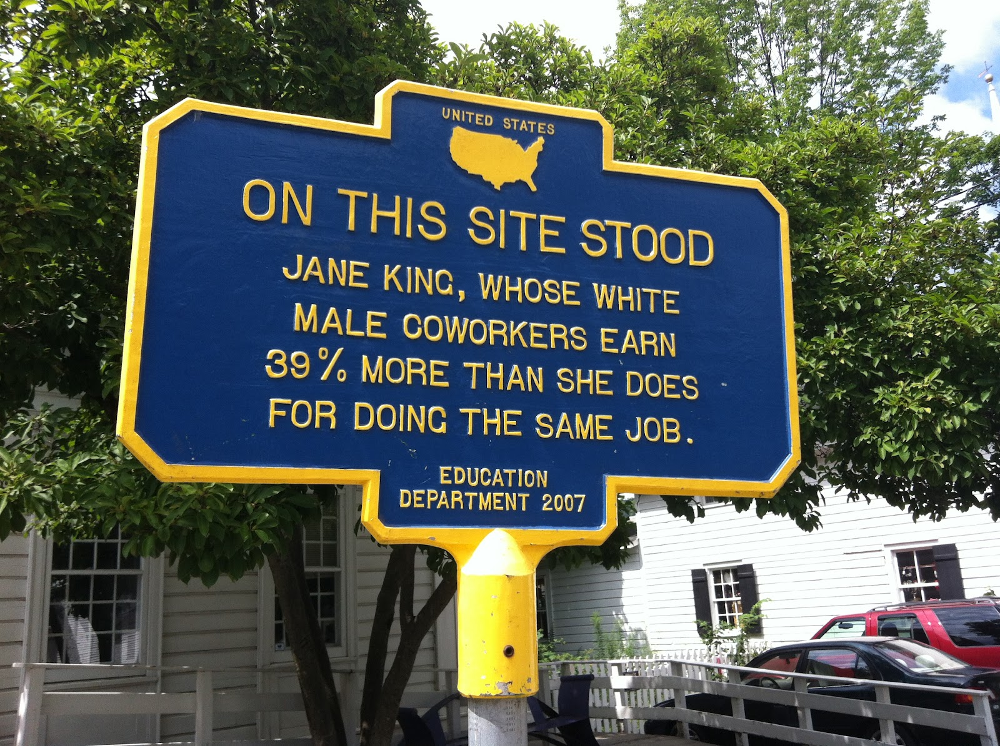 UNITED STATES
ON THIS SITE STOOD
JANE KING, WHOSE WHITE
MALE COWORKERS EARN
39% MORE THAN SHE DOES
FOR DOING THE SAME JOB.
EDUCATION
DEPARTMENT 2007